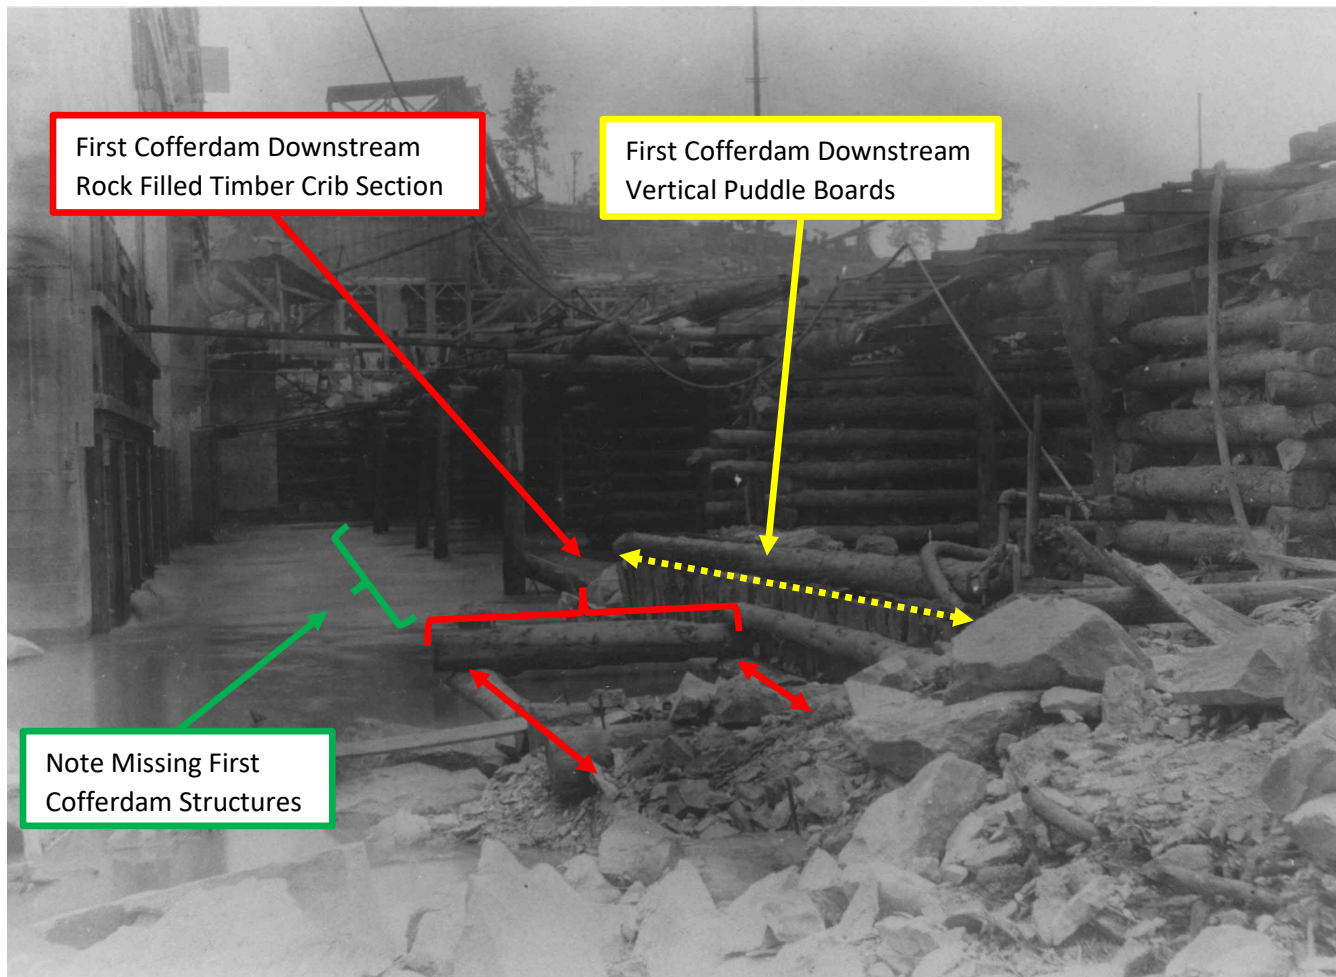 First Cofferdam Downstream
Rock Filled Timber Crib Section
First Cofferdam Downstream
Vertical Puddle Boards
Note Missing First
Cofferdam Structures